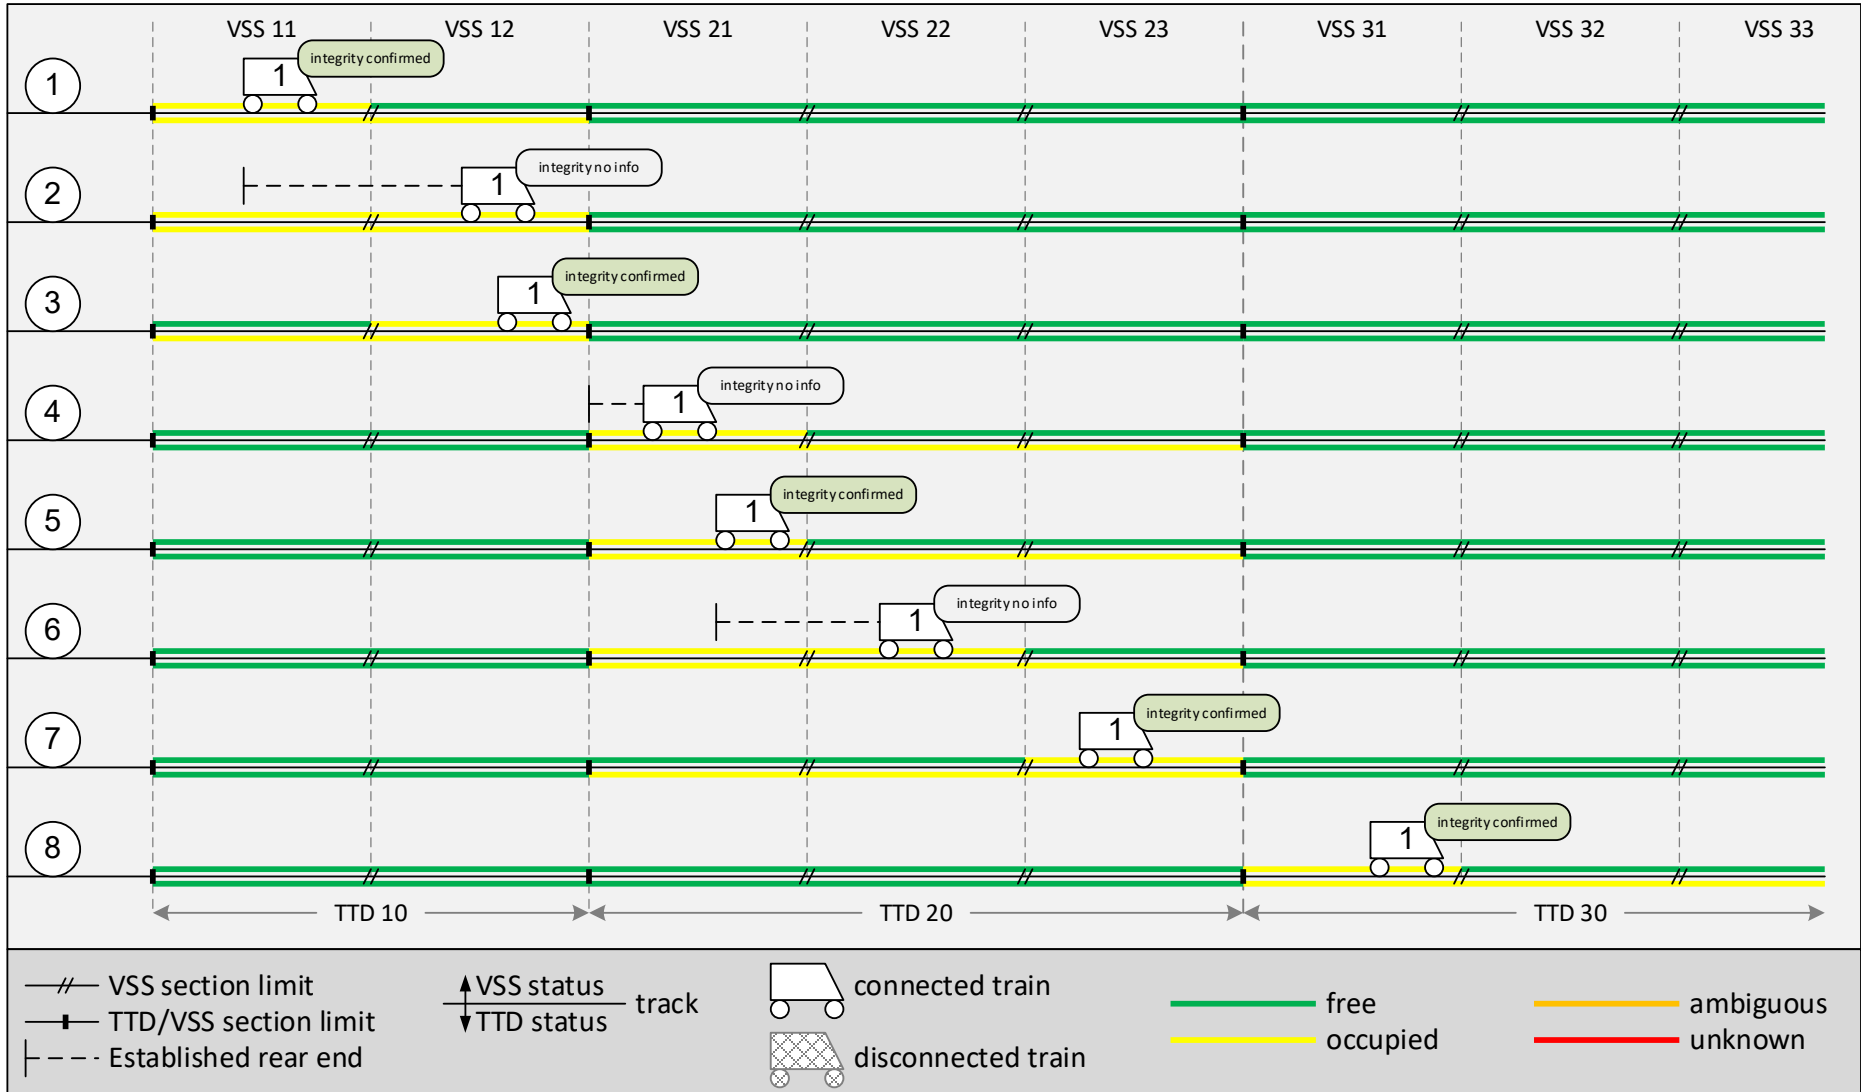 VSS 11 VSS 12 VSS 21 VSS 22 VSS 23 VSS 31 VSS 32 VSS 33
1 1 integrity confirmed
2 1 integrity no info
3 1 integrity confirmed
4 1 integrity no info
5 1 integrity confirmed
6 1 integrity no info
7 1 integrity confirmed
8 1 integrity confirmed
TTD 10 TTD 20 TTD 30
VSS section limit
TTD/VSS section limit
Established rear end
VSS status
TTD status
track
connected train
disconnected train
free
occupied
ambiguous
unknown